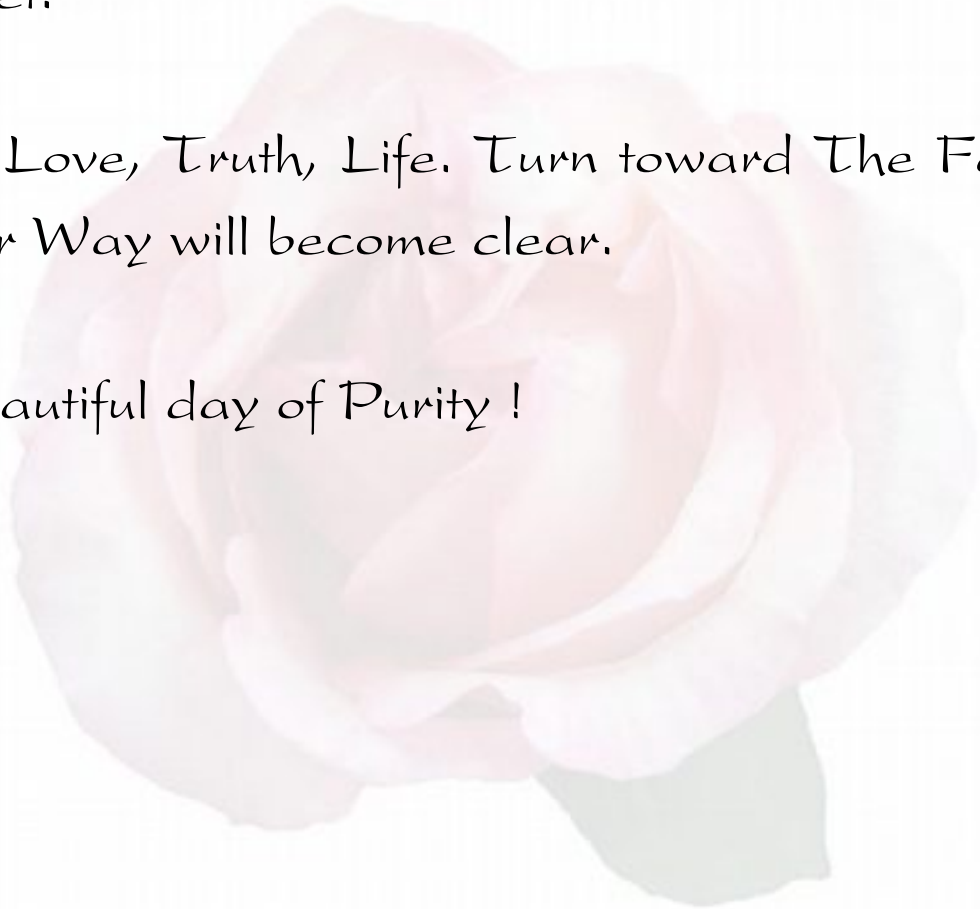 Love, Truth, Life. Turn toward The
Way will become clear.
day of Purity !